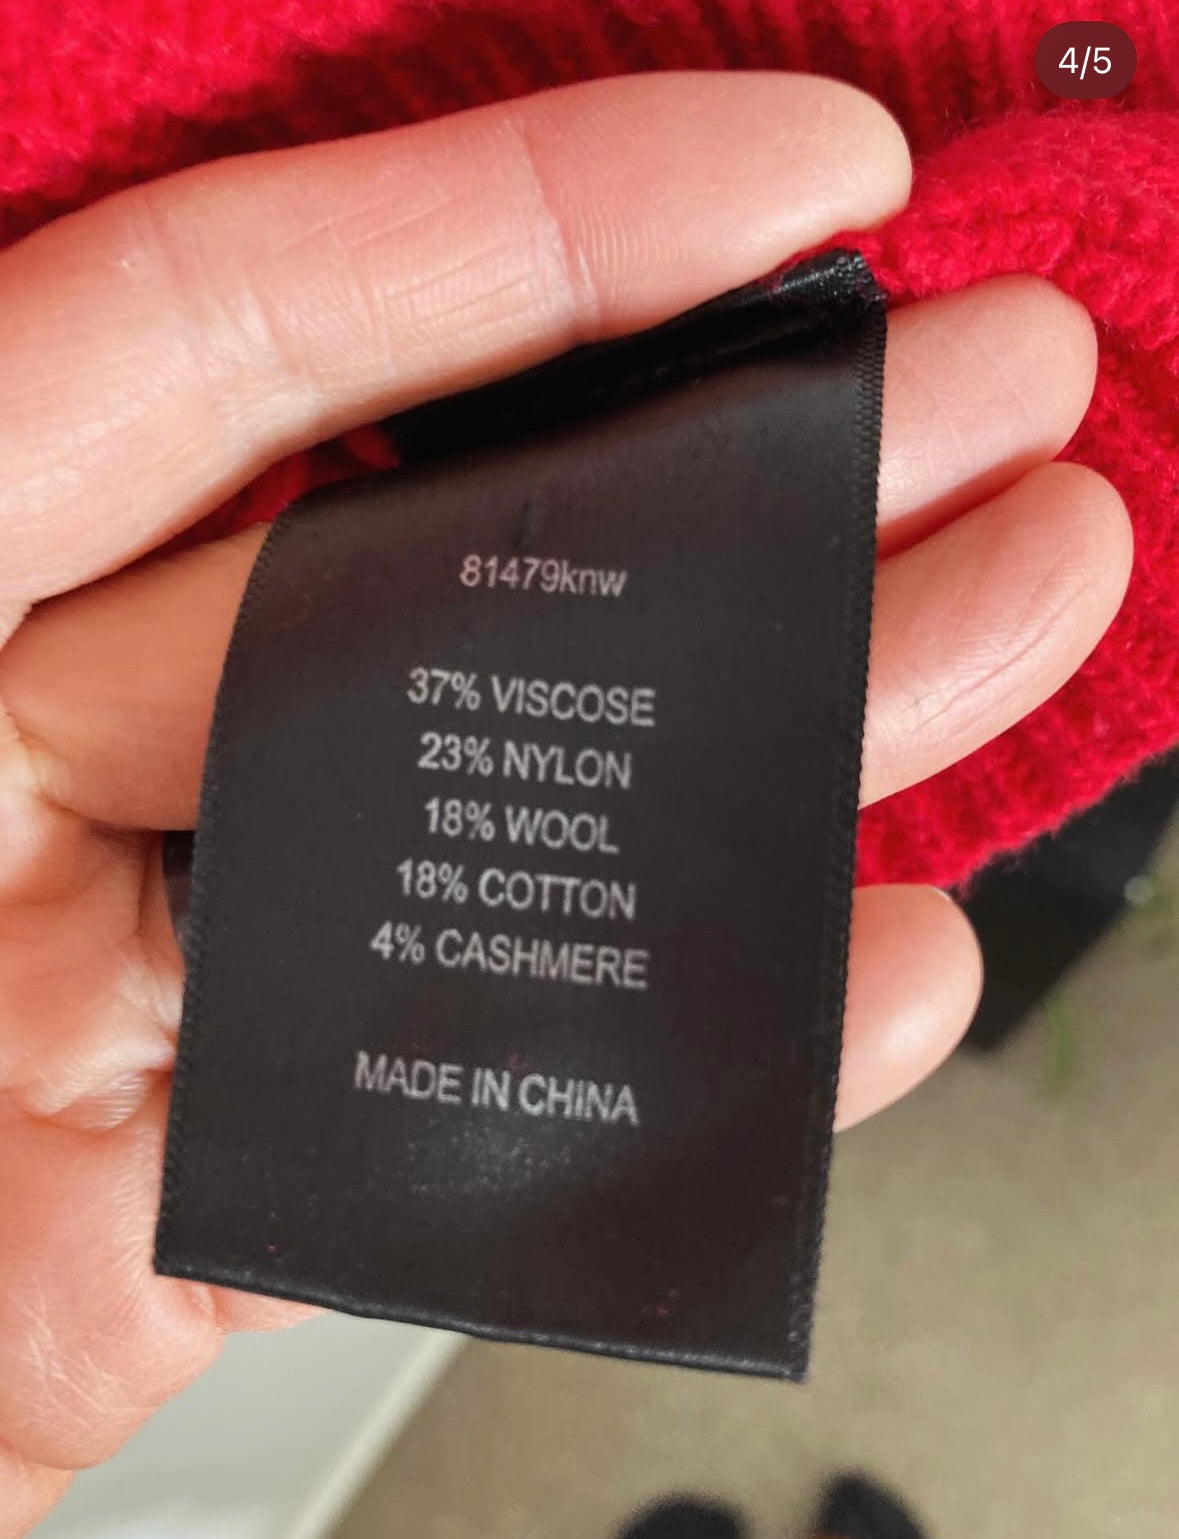 4/5
81479knw
37% VISCOSE
23% NYLON
18% WOOL
18% COTTON
4% CASHMERE
MADE IN CHINA